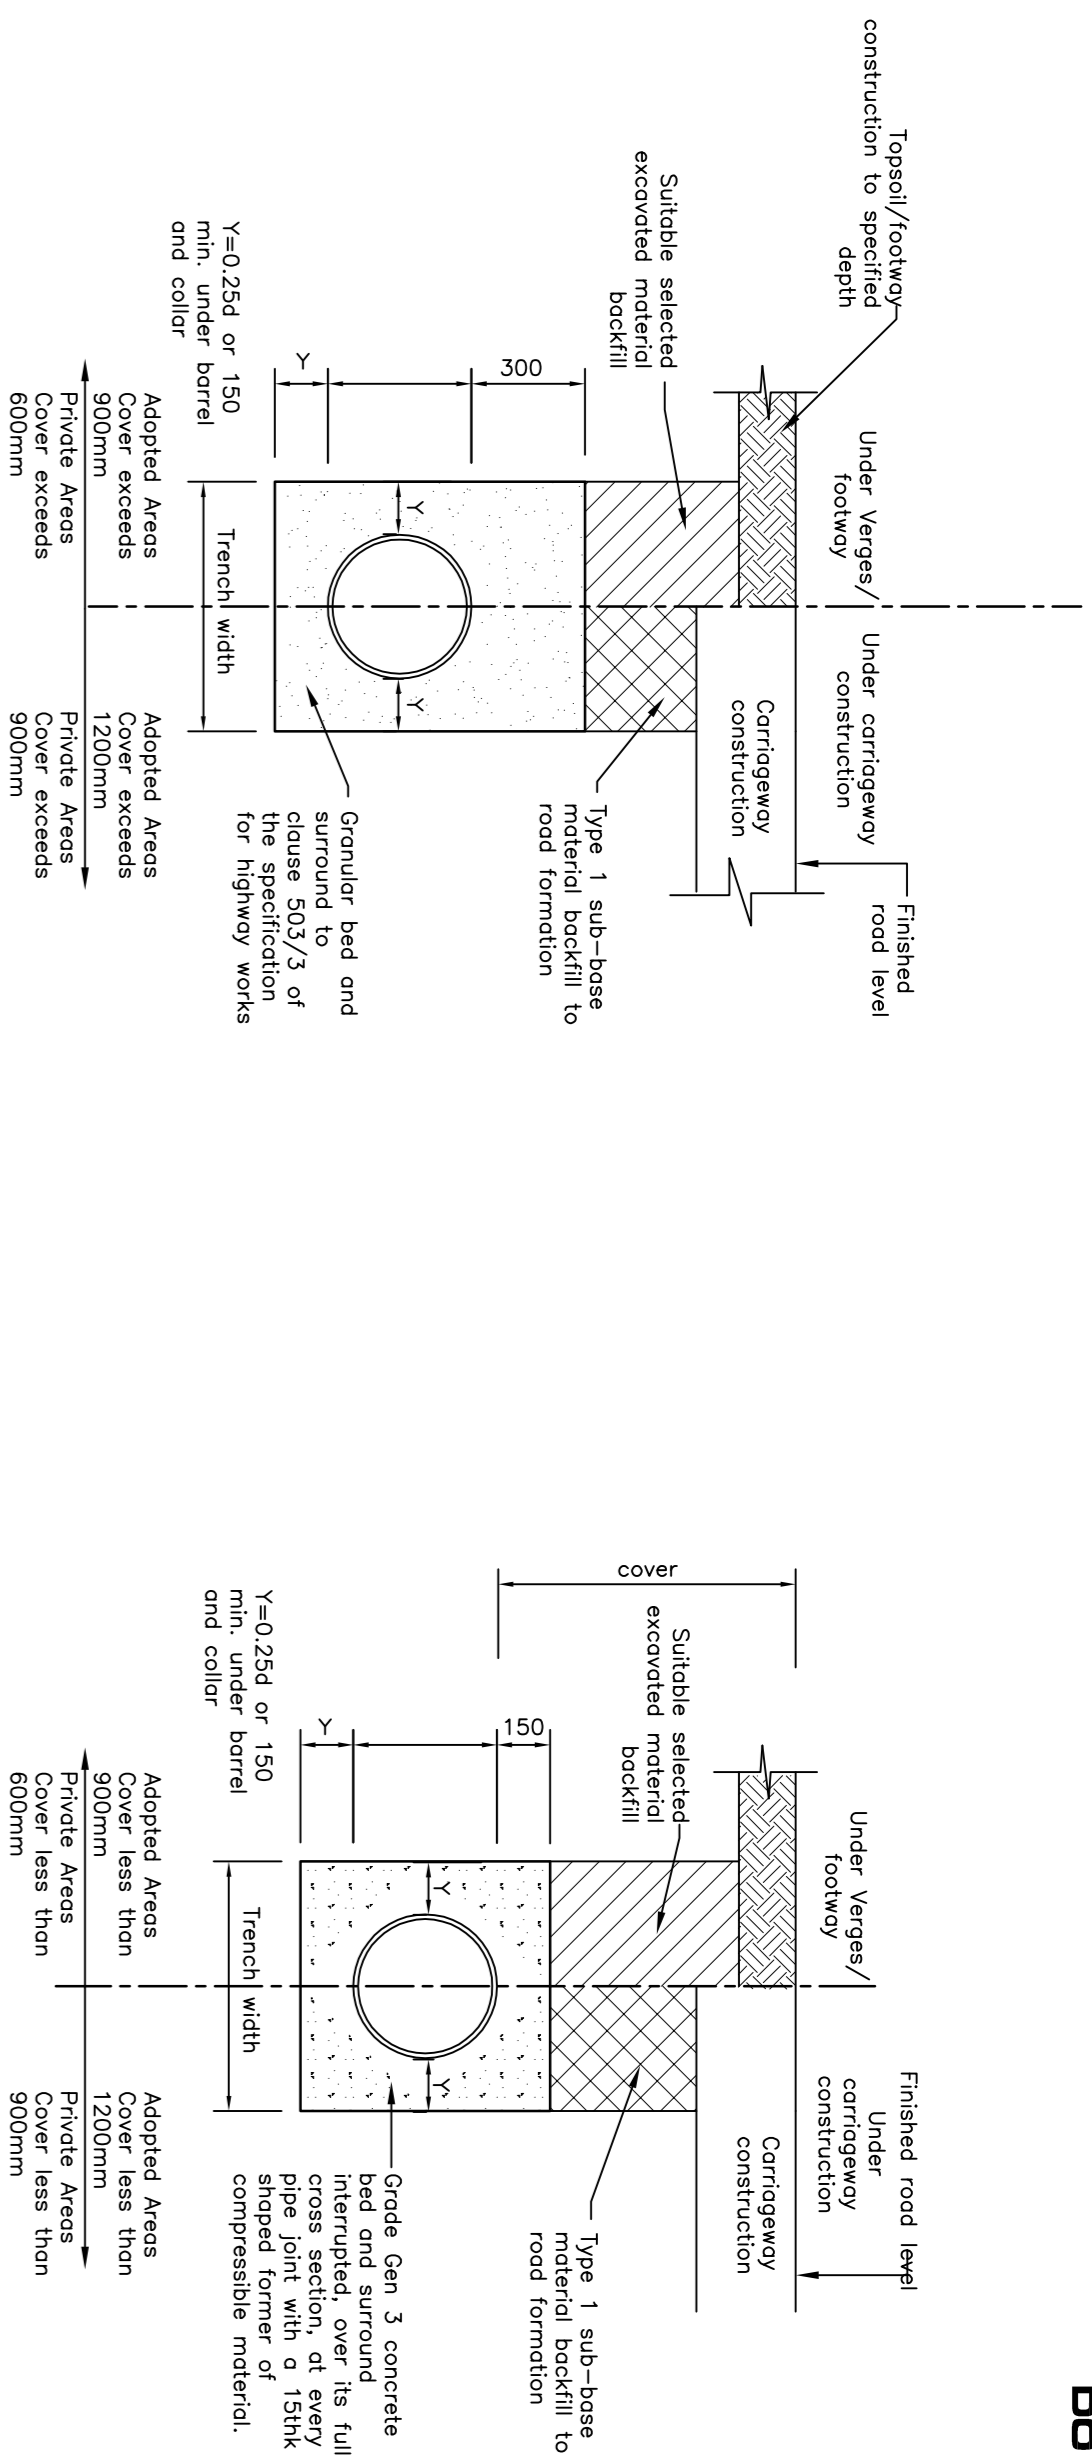 Topsoil/footway
construction to specified
depth
Under Verges/
footway
Under carriageway
construction
Finished
road level
Suitable selected
excavated material
backfill
Carriageway
construction
300
Y
Y
Y
Type 1 sub-base
material backfill to
road formation
Y=0.25d or 150
min. under barrel
and collar
Trench width
Granular bed and
surround to
clause 503/3 of
the specification
for highway works
Adopted Areas
Cover exceeds
900mm
Private Areas
Cover exceeds
600mm
Adopted Areas
Cover exceeds
1200mm
Private Areas
Cover exceeds
900mm
cover
Under Verges/
footway
Finished road level
Under
carriageway
construction
Suitable selected
excavated material
backfill
Carriageway
construction
150
Y
Y
Y
Type 1 sub-base
material backfill to
road formation
Y=0.25d or 150
min. under barrel
and collar
Trench width
Grade Gen 3 concrete
bed and surround
interrupted, over its full
cross section, at every
pipe joint with a 15thk
shaped former of
compressible material.
Adopted Areas
Cover less than
900mm
Private Areas
Cover less than
600mm
Adopted Areas
Cover less than
1200mm
Private Areas
Cover less than
900mm